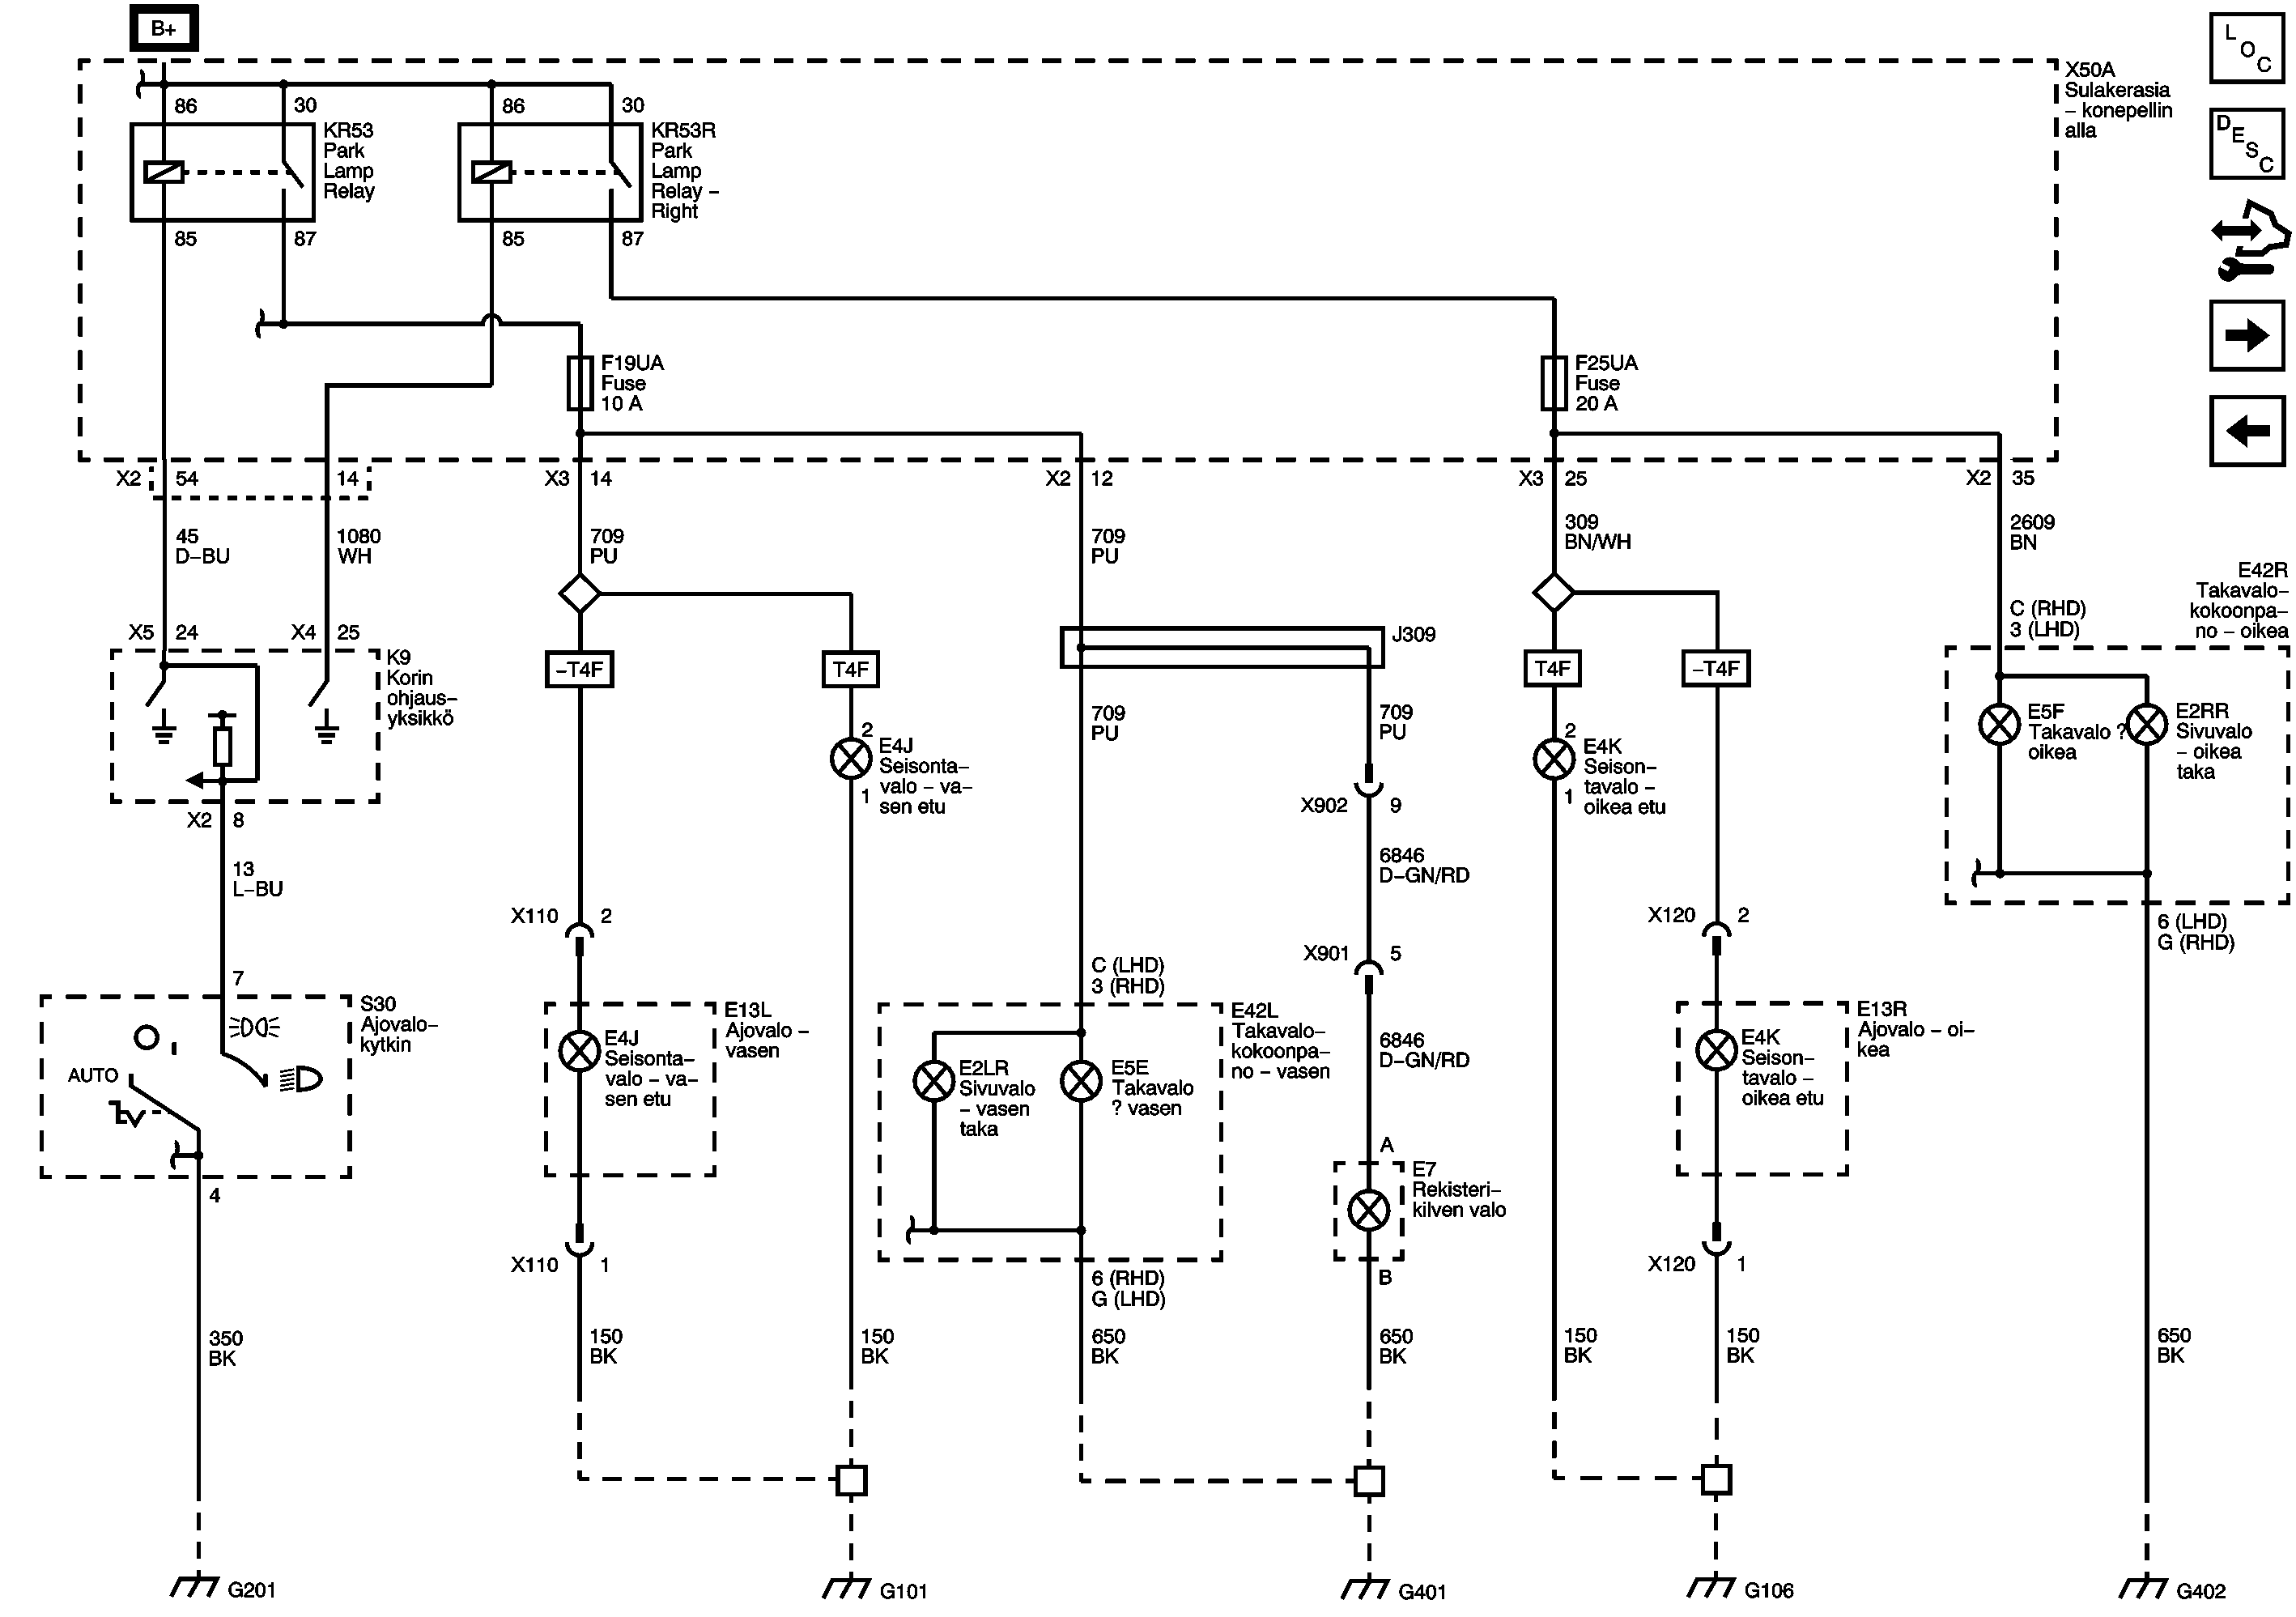 B+
L
O
C
D
E
S
C
X50A
Sulakerasia
– konepellin
alla
86
30
86
30
KR53
Park
Lamp
Relay
KR53R
Park
Lamp
Relay –
Right
85
87
85
87
F19UA
Fuse
10 A
F25UA
Fuse
20 A
X2
54
14
X3
14
X2
12
X3
25
X2
35
45
D–BU
1080
WH
709
PU
709
PU
309
BN/WH
2609
BN
E42R
Takavalo–
kokoonpa–
no – oikea
C (RHD)
3 (LHD)
X5
24
X4
25
K9
Korin
ohjaus–
yksikkö
–T4F
T4F
J309
T4F
–T4F
709
PU
709
PU
2
E4J
Seisonta–
valo – va–
sen etu
1
2
E4K
Seison–
tavalo –
oikea etu
1
E5F
Takavalo ?
oikea
E2RR
Sivuvalo
– oikea
taka
X2
8
X902
9
13
L–BU
6846
D–GN/RD
X110
2
X120
2
6 (LHD)
G (RHD)
X901
5
7
C (LHD)
3 (RHD)
S30
Ajovalo–
kytkin
AUTO
E13L
Ajovalo –
vasen
E4J
Seisonta–
valo – va–
sen etu
E42L
Takavalo–
kokoonpa–
no – vasen
E2LR
Sivuvalo
– vasen
taka
E5E
Takavalo
? vasen
6846
D–GN/RD
E13R
Ajovalo – oi–
kea
E4K
Seison–
tavalo –
oikea etu
A
E7
Rekisteri–
kilven valo
B
4
X110
1
6 (RHD)
G (LHD)
X120
1
350
BK
150
BK
150
BK
650
BK
650
BK
150
BK
150
BK
650
BK
G201
G101
G401
G106
G402